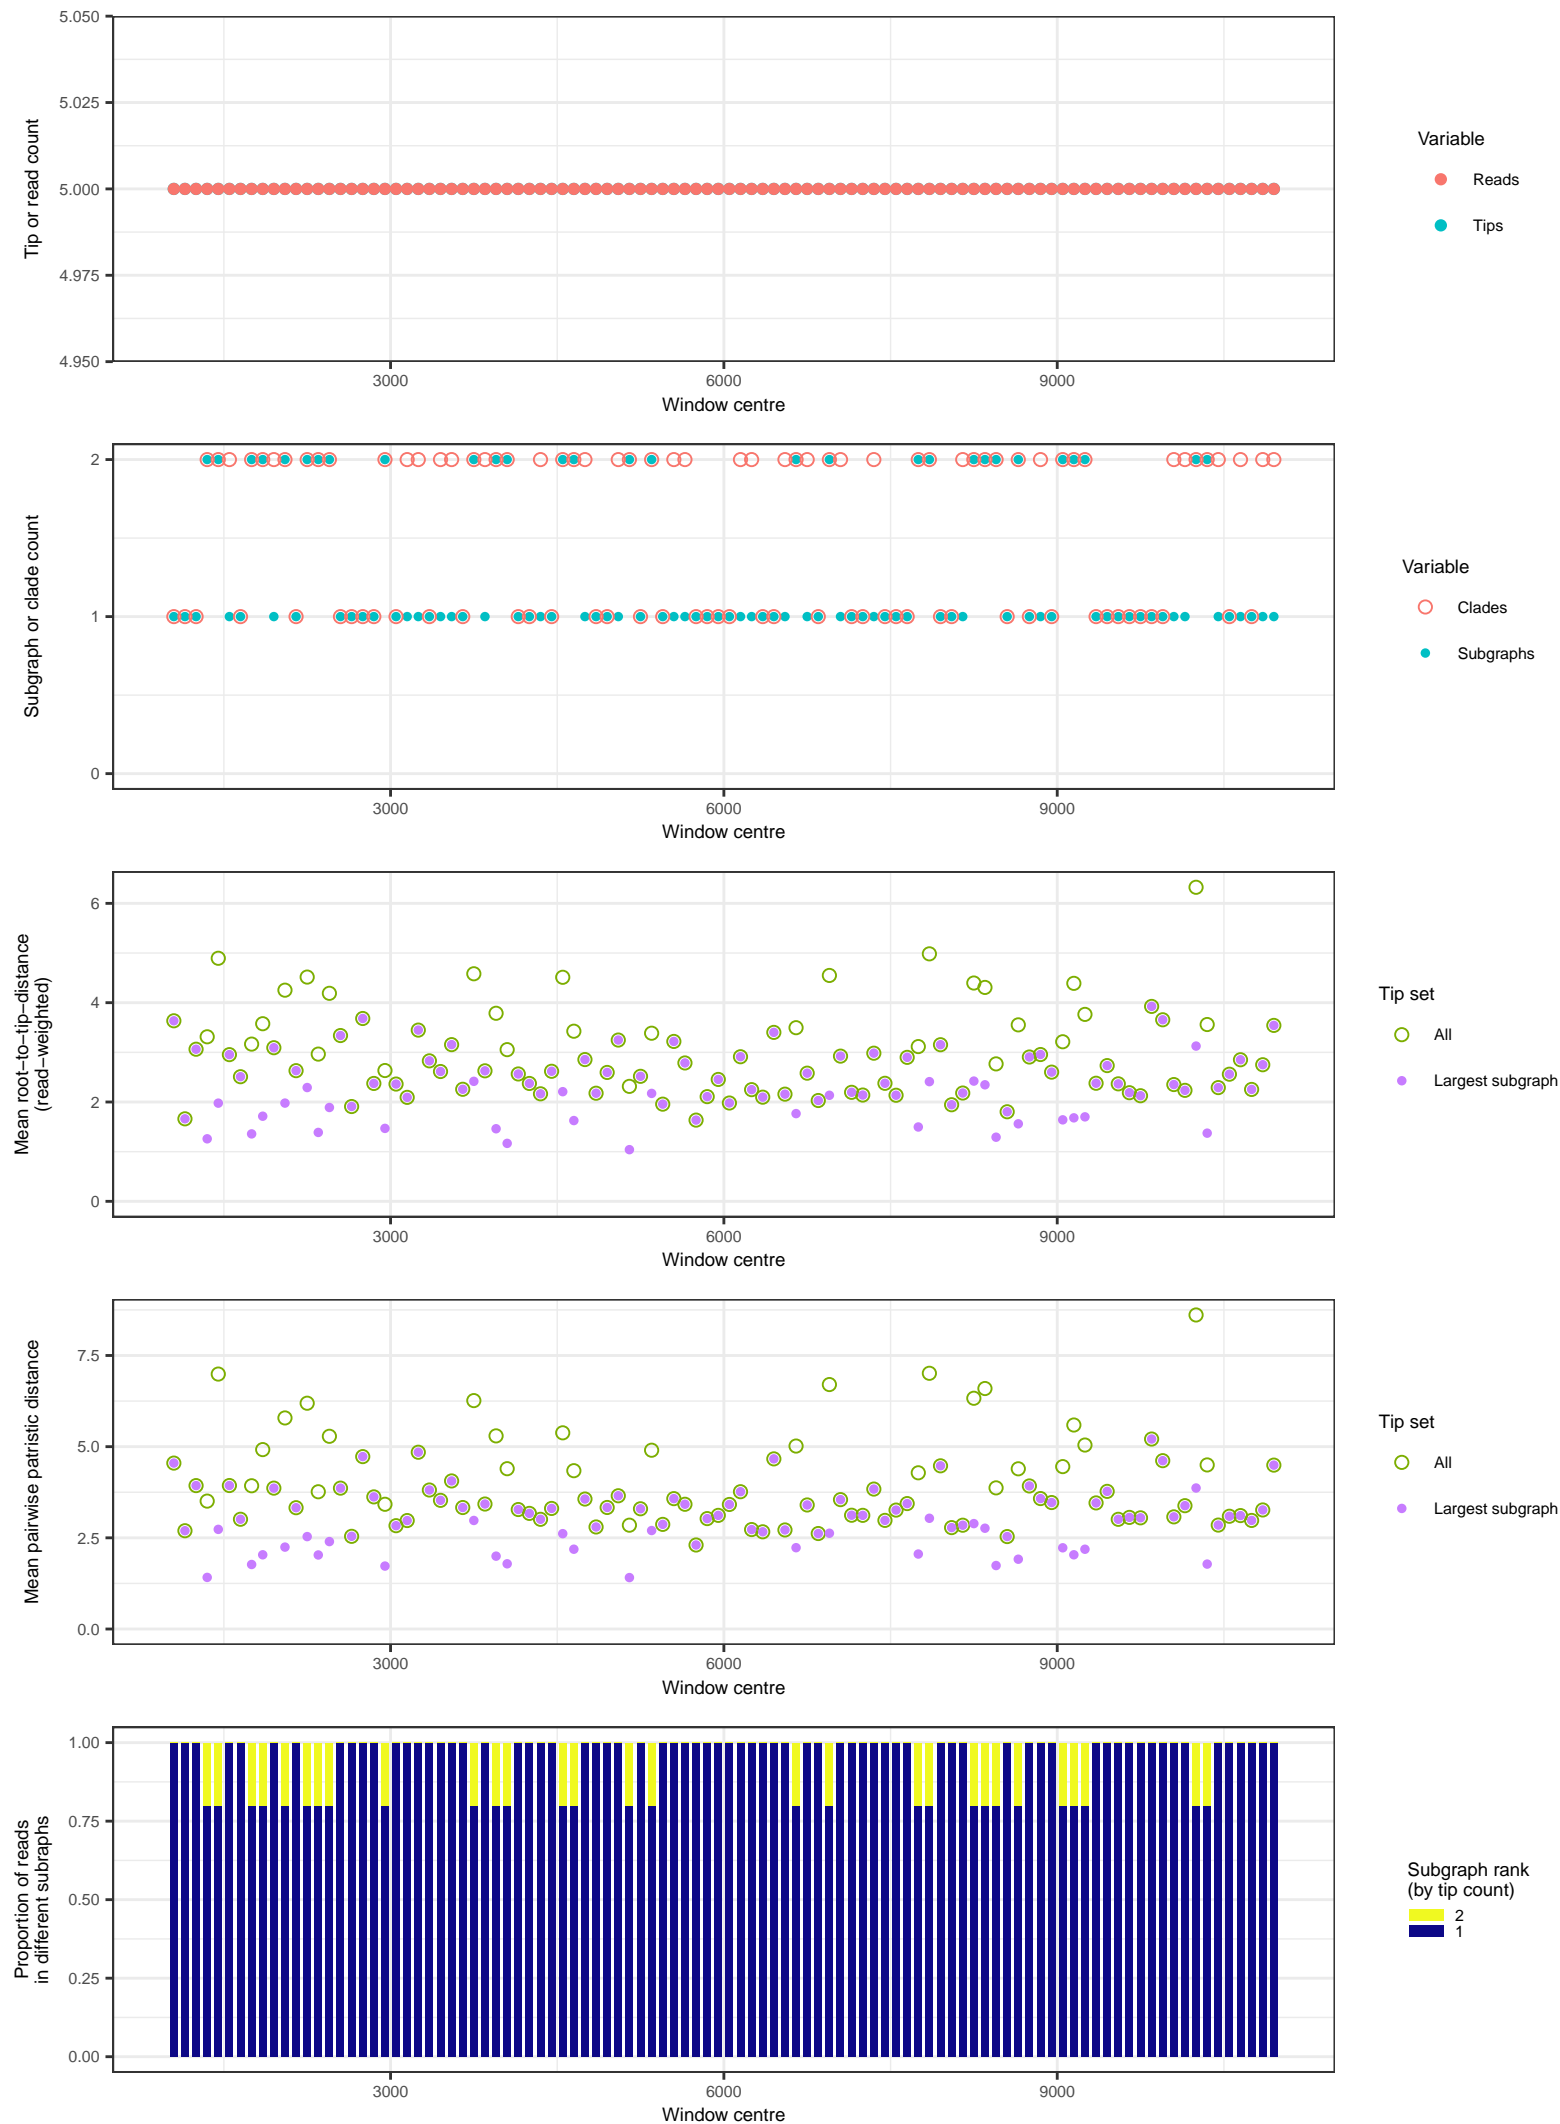 5.050
5.025
5.000
4.975
4.950
Tip or read count
3000
6000
9000
Window centre
Variable
Reads
Tips
2
1
0
Subgraph or clade count
3000
6000
9000
Window centre
Variable
Clades
Subgraphs
6
4
2
0
Mean root−to−tip−distance
(read−weighted)
3000
6000
9000
Window centre
Tip set
All
Largest subgraph
7.5
5.0
2.5
0.0
Mean pairwise patristic distance
3000
6000
9000
Window centre
Tip set
All
Largest subgraph
1.00
0.75
0.50
0.25
0.00
Proportion of reads
in different subraphs
3000
6000
9000
Window centre
Subgraph rank
(by tip count)
2
1